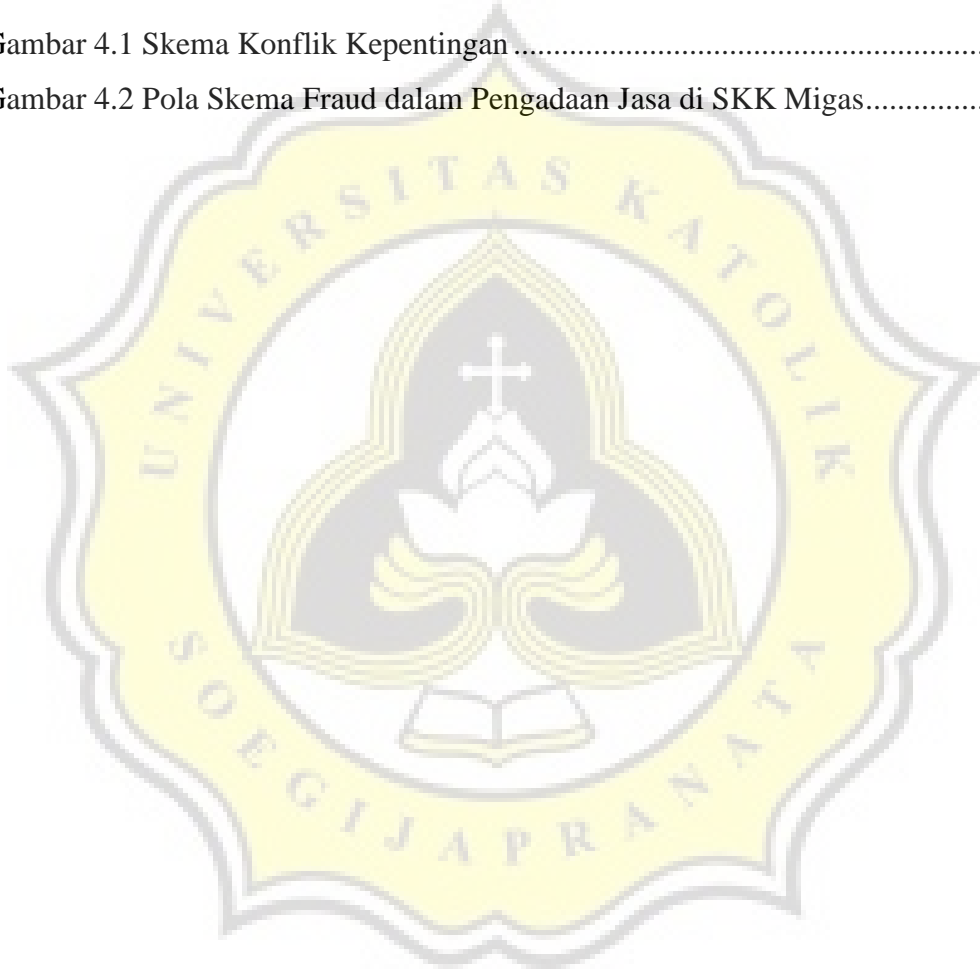 Gambar 4.1 Skema Konflik Kepentingan ..........................................................
Gambar 4.2 Pola Skema Fraud dalam Pengadaan Jasa di SKK Migas...............
UNIVERSITAS KATOLIK
SOEGIJAPRANATA